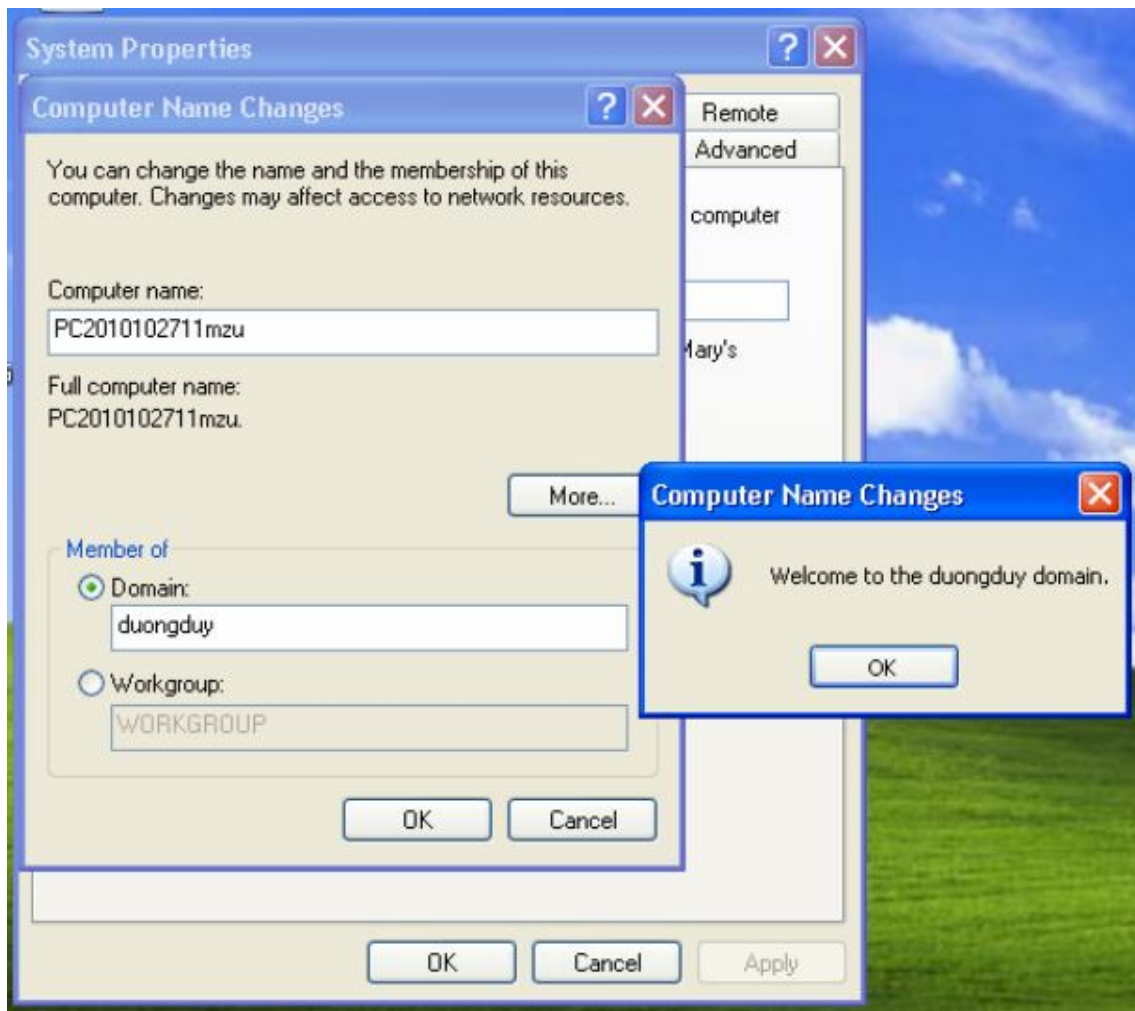 System Properties
Computer Name Changes
Remote
Advanced
You can change the name and the membership of this
computer. Changes may affect access to network resources.
computer
Computer name:
PC2010102711mzu
Mary's
Full computer name:
PC2010102711mzu.
More...
Computer Name Changes
Welcome to the duongduy domain.
OK
Member of
Domain:
duongduy
Workgroup:
WORKGROUP
OK
Cancel
OK
Cancel
Apply